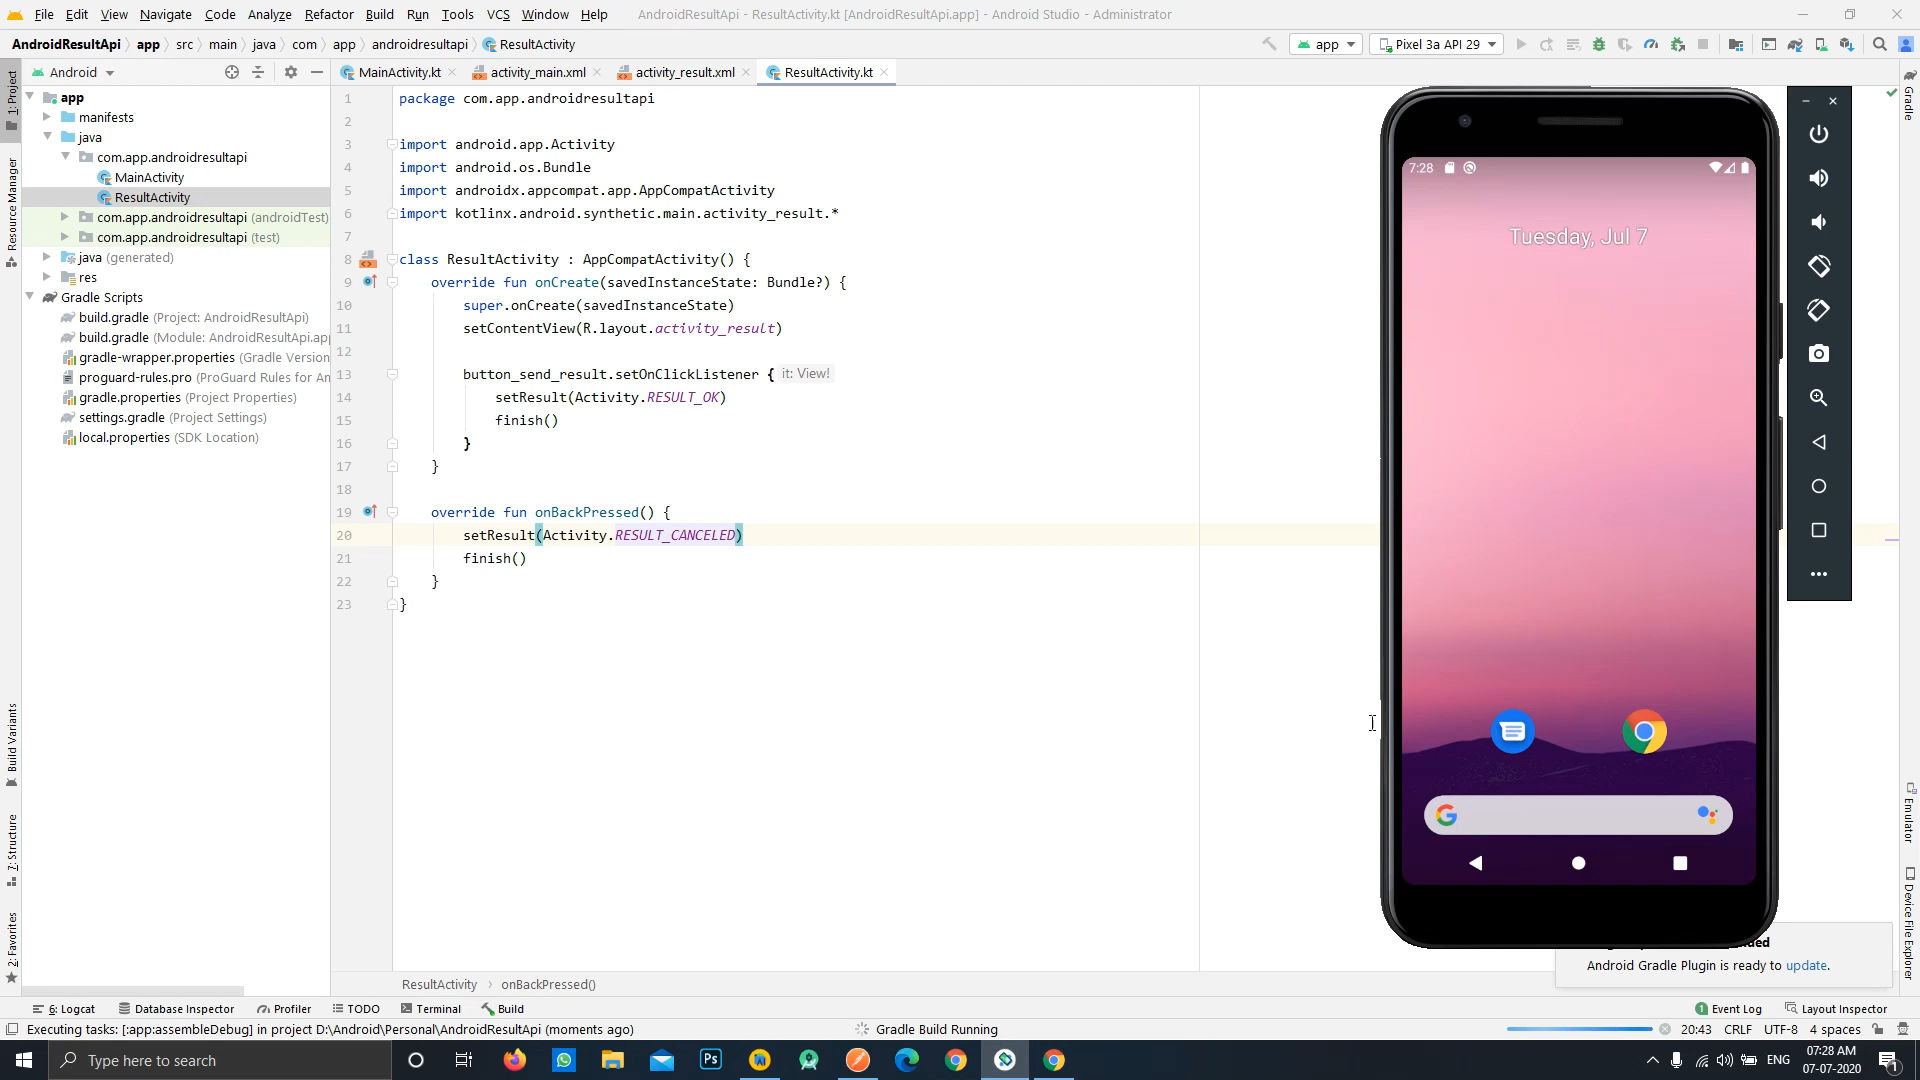 File Edit View Navigate Code Analyze Refactor Build Run Tools VCS Window Help AndroidResultApi - ResultActivity.kt [AndroidResultApi.app] - Android Studio - Administrator
AndroidResultApi app src main java com app androidresultapi ResultActivity app Pixel 3a API 29
1: Project
Resource Manager
Build Variants
7: Structure
2: Favorites
Android
app
manifests
java
com.app.androidresultapi
MainActivity
ResultActivity
com.app.androidresultapi (androidTest)
com.app.androidresultapi (test)
java (generated)
res
Gradle Scripts
build.gradle (Project: AndroidResultApi)
build.gradle (Module: AndroidResultApi.app
gradle-wrapper.properties (Gradle Version
proguard-rules.pro (ProGuard Rules for An
gradle.properties (Project Properties)
settings.gradle (Project Settings)
local.properties (SDK Location)
MainActivity.kt activity_main.xml activity_result.xml ResultActivity.kt
1 package com.app.androidresultapi
2
3 import android.app.Activity
4 import android.os.Bundle
5 import androidx.appcompat.app.AppCompatActivity
6 import kotlinx.android.synthetic.main.activity_result.*
7
8 class ResultActivity : AppCompatActivity() {
9 override fun onCreate(savedInstanceState: Bundle?) {
10 super.onCreate(savedInstanceState)
11 setContentView(R.layout.activity_result)
12
13 button_send_result.setOnClickListener { it: View!
14 setResult(Activity.RESULT_OK)
15 finish()
16 }
17 }
18
19 override fun onBackPressed() {
20 setResult(Activity.RESULT_CANCELED)
21 finish()
22 }
23 }
ResultActivity onBackPressed()
7:28
Tuesday, Jul 7
Gradle
Emulator
Device File Explorer
Android Gradle Plugin is ready to update.
6: Logcat Database Inspector Profiler TODO Terminal Build 1 Event Log Layout Inspector
Executing tasks: [:app:assembleDebug] in project D:\Android\Personal\AndroidResultApi (moments ago) Gradle Build Running 20:43 CRLF UTF-8 4 spaces
Type here to search
Ps
ENG
07:28 AM
07-07-2020
1